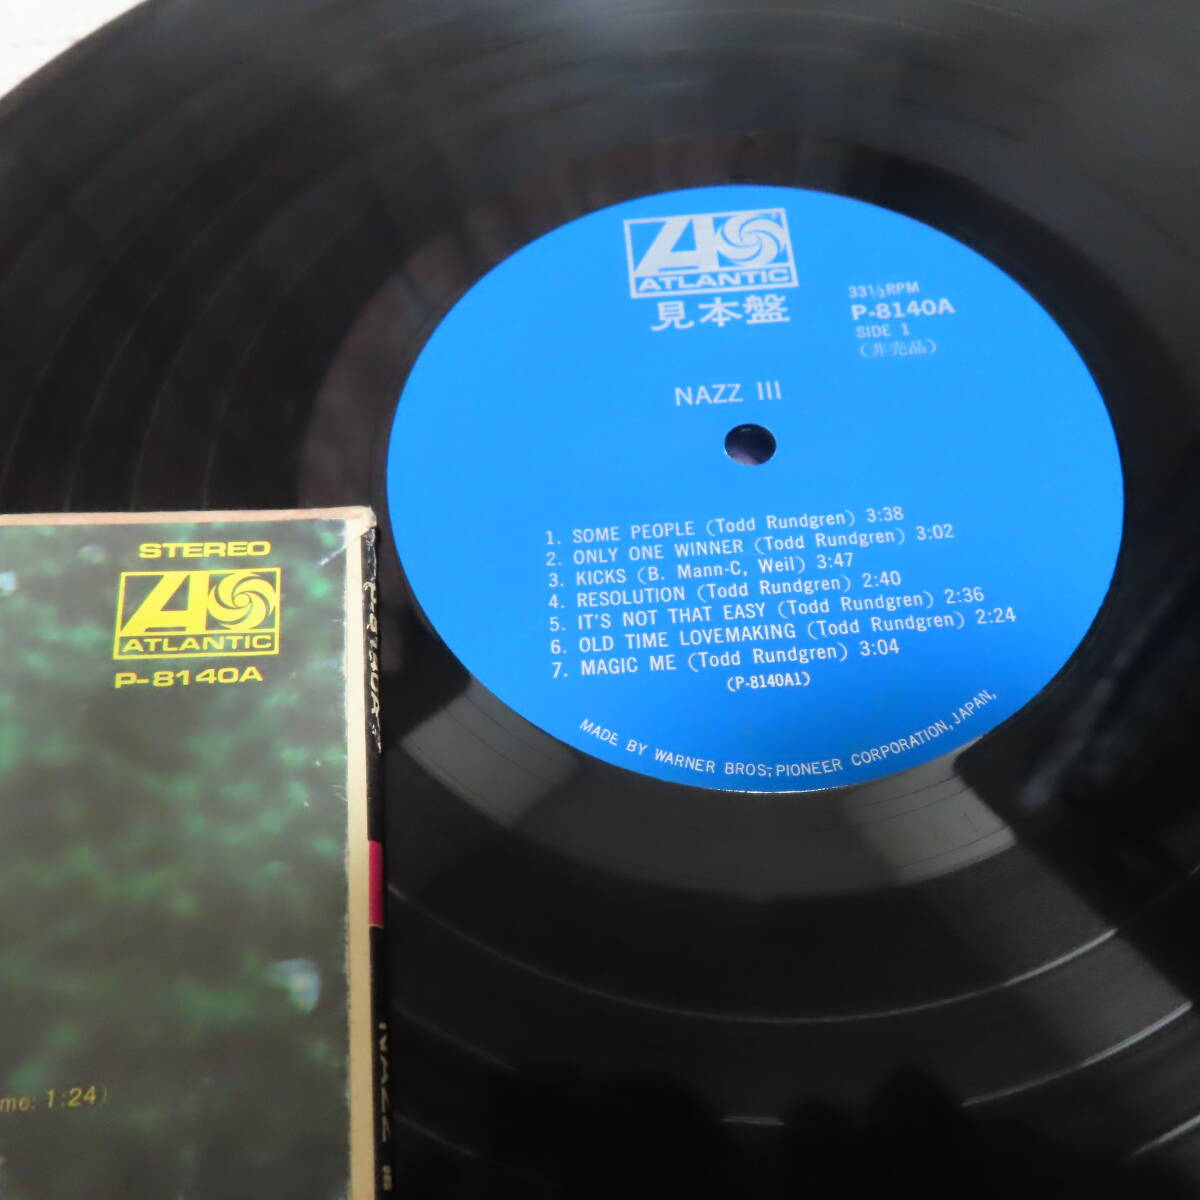 ATLANTIC
見本盤
33⅓RPM
P-8140A
SIDE 1
(非売品)
NAZZ III
1. SOME PEOPLE (Todd Rundgren) 3:38
2. ONLY ONE WINNER (Todd Rundgren) 3:02
3. KICKS (B. Mann-C, Weil) 3:47
4. RESOLUTION (Todd Rundgren) 2:40
5. IT'S NOT THAT EASY (Todd Rundgren) 2:36
6. OLD TIME LOVEMAKING (Todd Rundgren) 2:24
7. MAGIC ME (Todd Rundgren) 3:04
(P-8140A1)
MADE BY WARNER BROS-PIONEER CORPORATION, JAPAN,
STEREO
ATLANTIC
P-8140A
P-8140A
NAZZ III
me: 1:24)